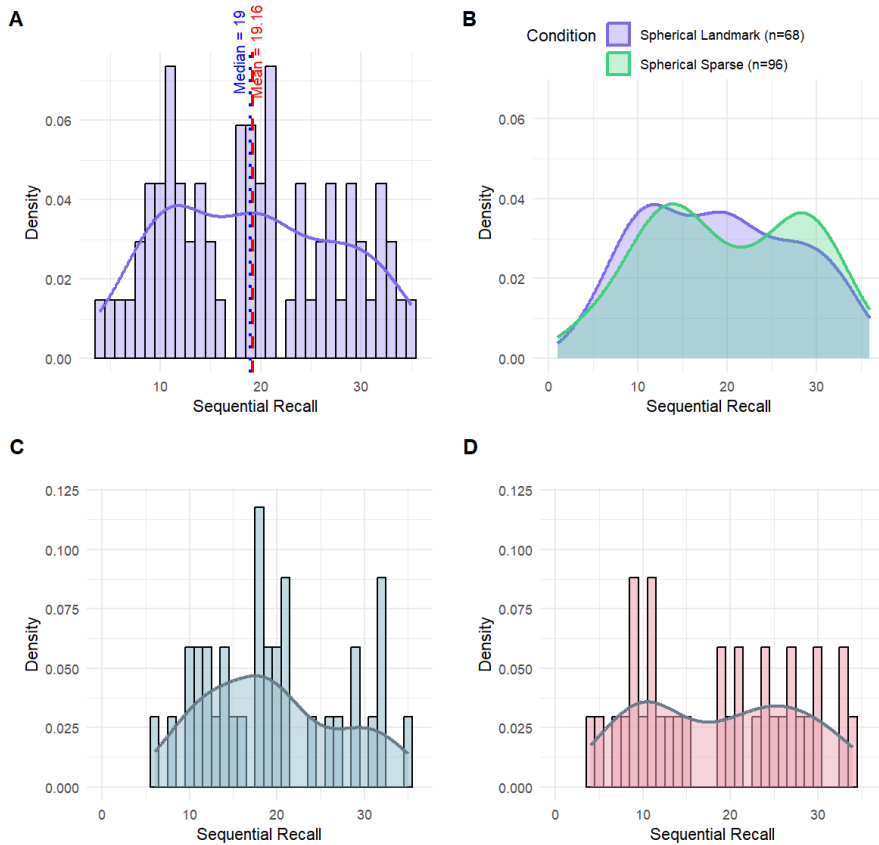 A
Median = 19
Mean = 19.16
0.06
0.04
0.02
0.00
Density
10
20
30
Sequential Recall
B
Condition
Spherical Landmark (n=68)
Spherical Sparse (n=96)
0.06
0.04
0.02
0.00
Density
0
10
20
30
Sequential Recall
C
0.125
0.100
0.075
0.050
0.025
0.000
Density
0
10
20
30
Sequential Recall
D
0.125
0.100
0.075
0.050
0.025
0.000
Density
0
10
20
30
Sequential Recall